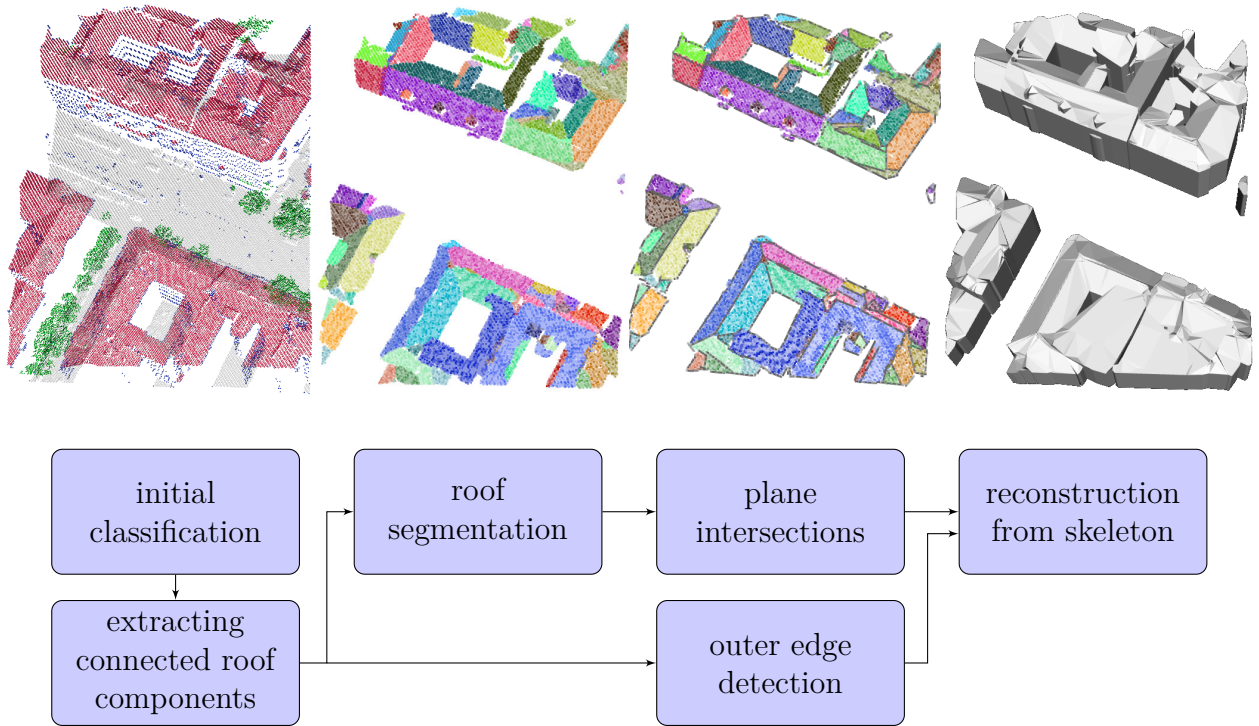 initial
classification
roof
segmentation
plane
intersections
reconstruction
from skeleton
extracting
connected roof
components
outer edge
detection